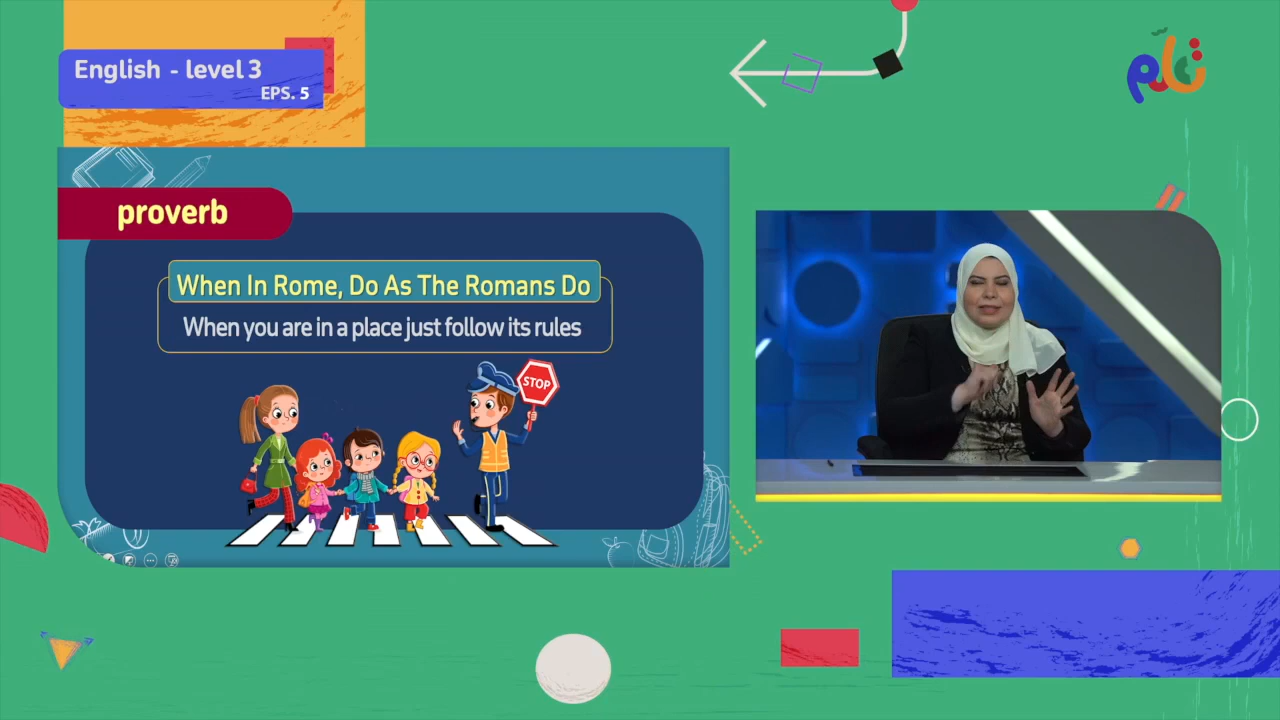 English - level 3
EPS. 5
proverb
When In Rome, Do As The Romans Do
When you are in a place just follow its rules
STOP